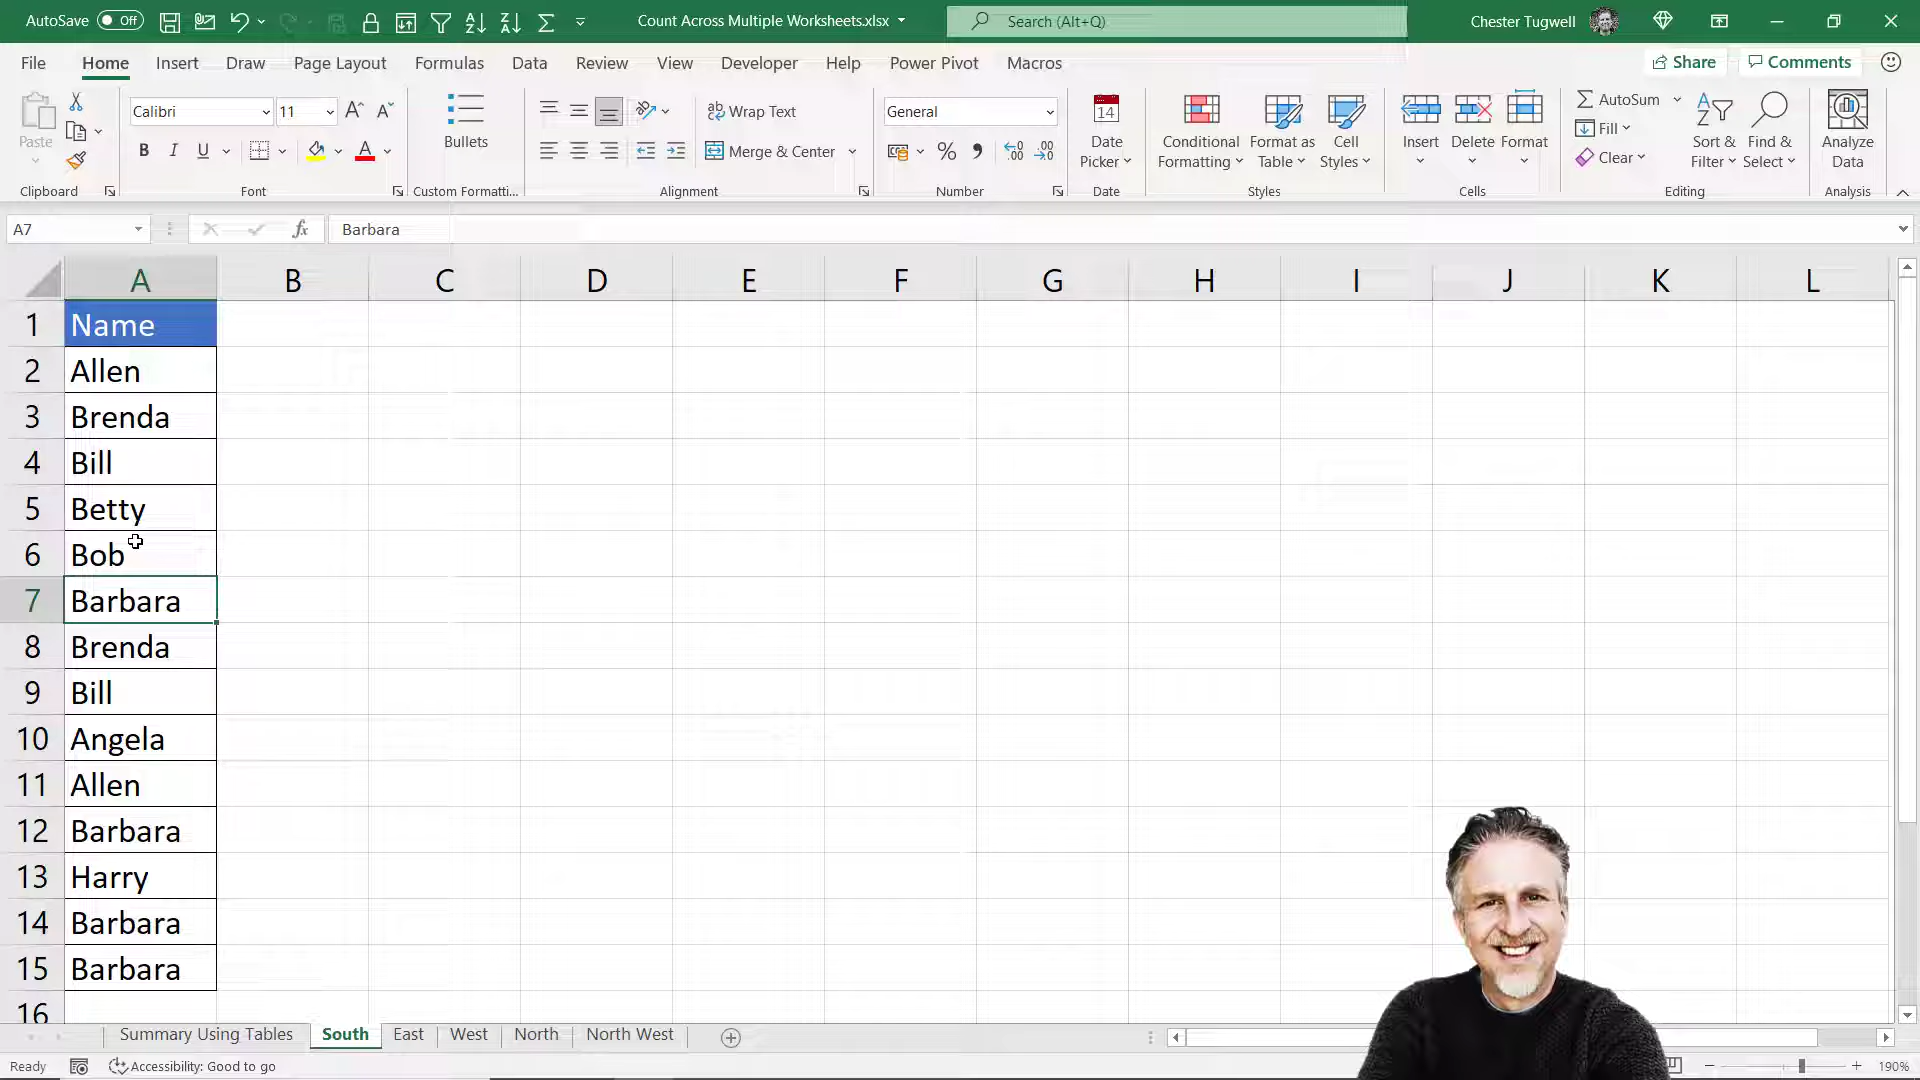 AutoSave Off Count Across Multiple Worksheets.xlsx Search (Alt+Q) Chester Tugwell
File Home Insert Draw Page Layout Formulas Data Review View Developer Help Power Pivot Macros Share Comments
Paste
Clipboard
Calibri 11
B I U A
Font
Bullets
Custom Formatti...
Wrap Text
Merge & Center
Alignment
General
%
Number
14
Date
Picker
Date
Conditional
Formatting
Format as
Table
Cell
Styles
Styles
Insert
Delete
Format
Cells
AutoSum
Fill
Clear
Sort &
Filter
Find &
Select
Editing
Analyze
Data
Analysis
A7 fx Barbara
A B C D E F G H I J K L
1 Name
2 Allen
3 Brenda
4 Bill
5 Betty
6 Bob
7 Barbara
8 Brenda
9 Bill
10 Angela
11 Allen
12 Barbara
13 Harry
14 Barbara
15 Barbara
16
Summary Using Tables South East West North North West
Ready Accessibility: Good to go 190%